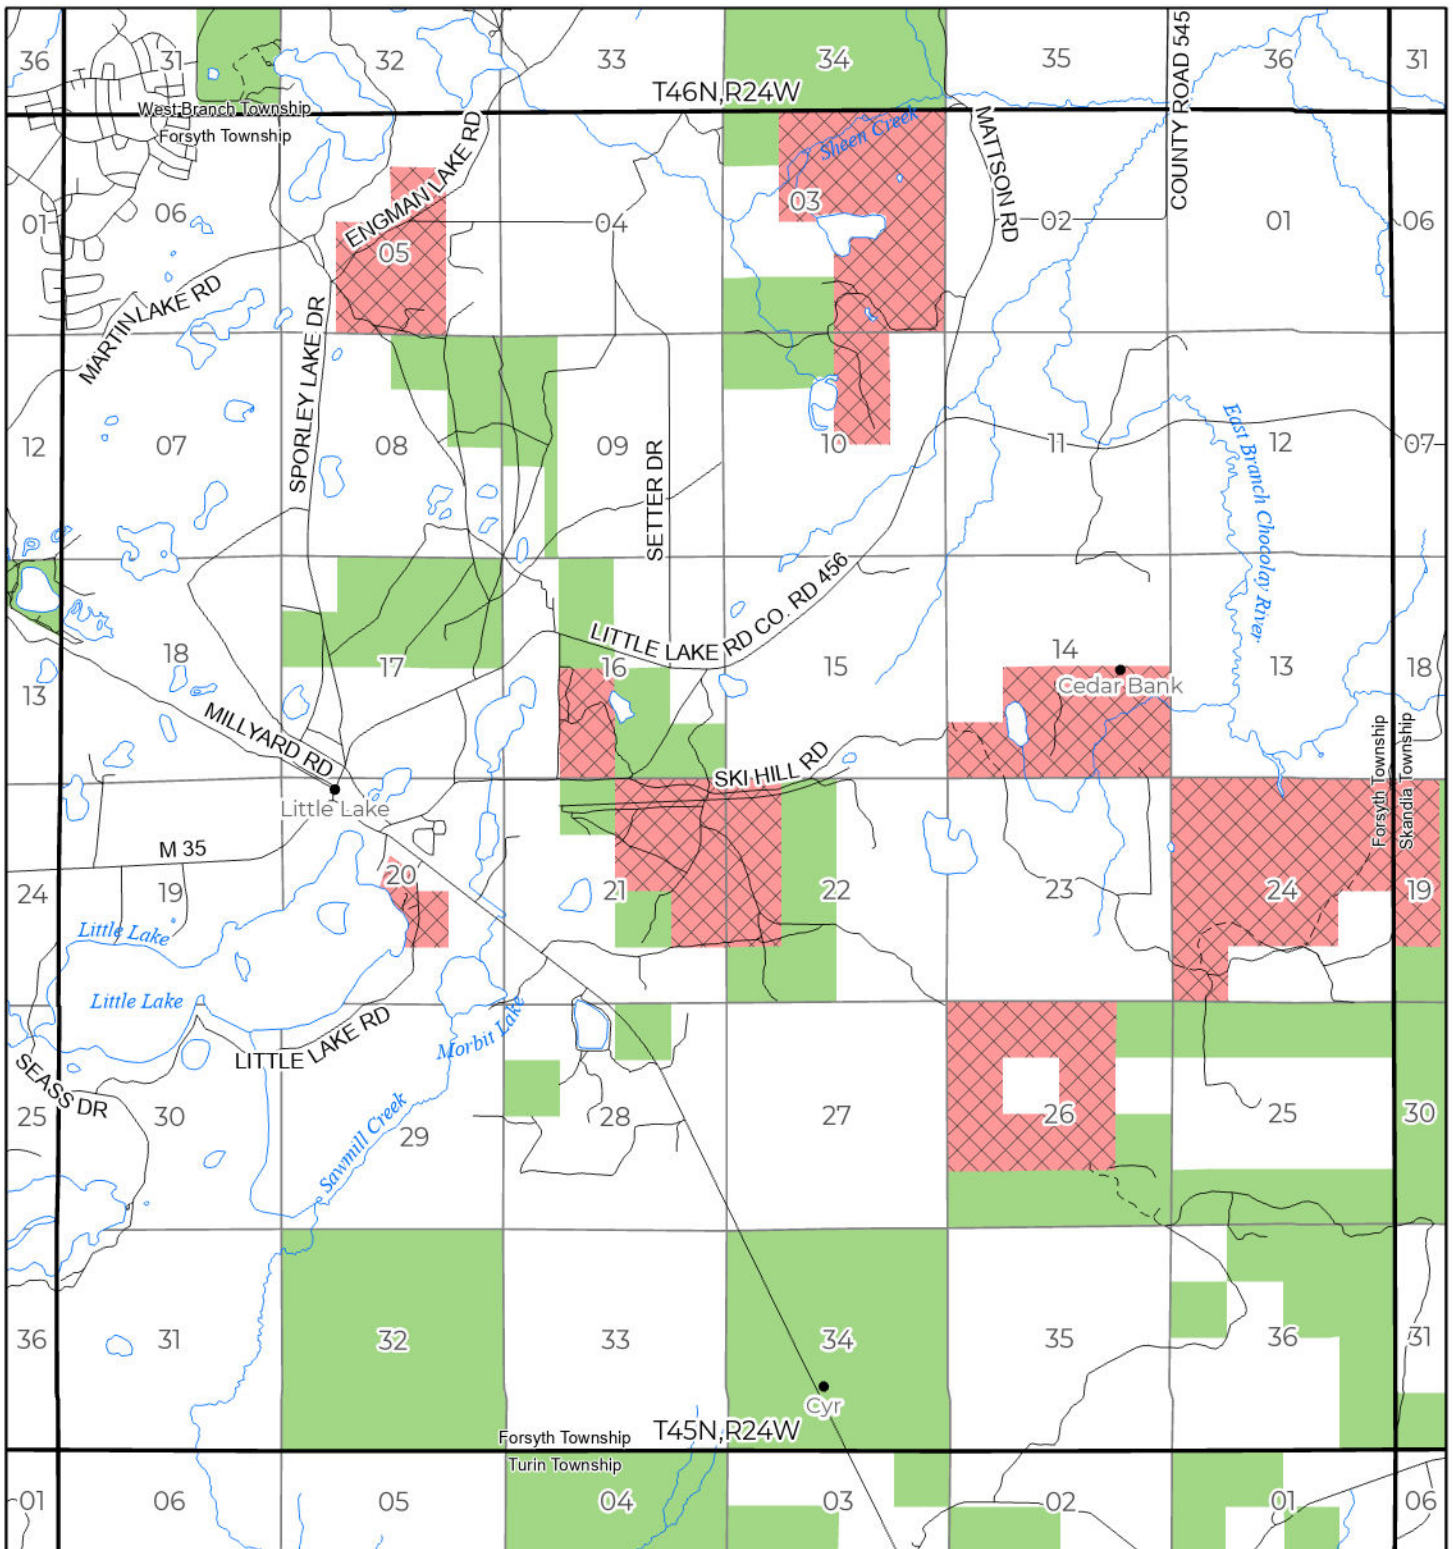 36
31
32
33
34
35
36
31
COUNTY ROAD 545
T46N,R24W
West Branch Township
Forsyth Township
Sheen Creek
MATTSON RD
ENGMAN LAKE RD
01
06
05
04
03
02
01
06
MARTIN LAKE RD
SPORLEY LAKE DR
12
07
08
09
10
11
12
07
SETTER DR
East Branch Chocolay River
LITTLE LAKE RD CO. RD 456
13
18
17
16
15
14
13
18
Cedar Bank
MILLYARD RD
SKI HILL RD
Forsyth Township
Skandia Township
Little Lake
M 35
24
19
20
21
22
23
24
19
Little Lake
Little Lake
LITTLE LAKE RD
Morbit Lake
SEASS DR
25
30
29
28
27
26
25
30
Sawmill Creek
36
31
32
33
34
35
36
31
Cyr
T45N,R24W
Forsyth Township
Turin Township
01
06
05
04
03
02
01
06